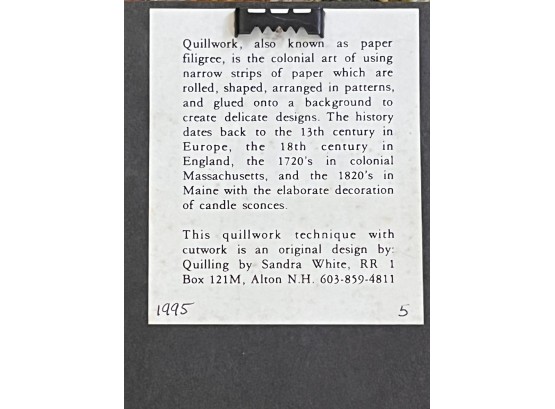 Quillwork, also known as paper
filigree, is the colonial art of using
narrow strips of paper which are
rolled, shaped, arranged in patterns,
and glued onto a background to
create delicate designs. The history
dates back to the 13th century in
Europe, the 18th century in
England, the 1720's in colonial
Massachusetts, and the 1820's in
Maine with the elaborate decoration
of candle sconces.
This quillwork technique with
cutwork is an original design by:
Quilling by Sandra White, RR 1
Box 121M, Alton N.H. 603-859-4811
1995 5